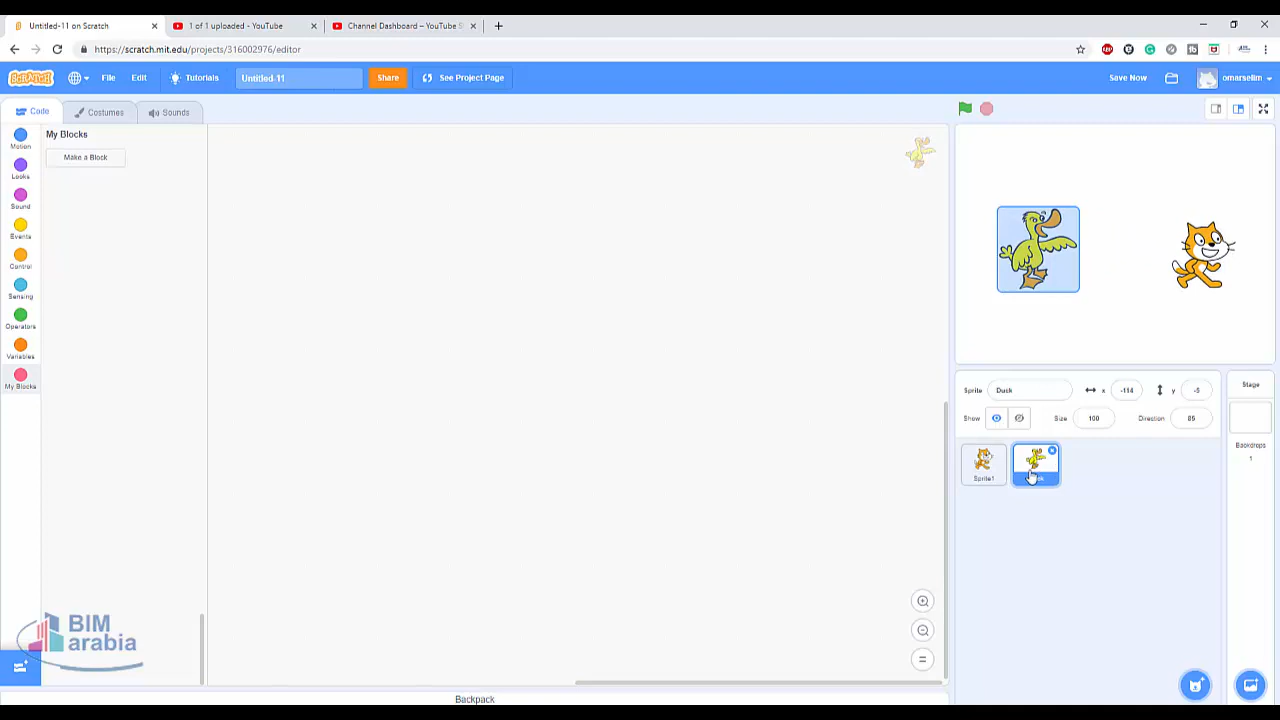 Untitled-11 on Scratch
1 of 1 uploaded - YouTube
Channel Dashboard – YouTube S
https://scratch.mit.edu/projects/316002976/editor
SCRATCH
File
Edit
Tutorials
Untitled-11
Share
See Project Page
Save Now
omarselim
Code
Costumes
Sounds
Motion
Looks
Sound
Events
Control
Sensing
Operators
Variables
My Blocks
My Blocks
Make a Block
Sprite
Duck
x
-114
y
-5
Show
Size
100
Direction
85
Sprite1
Stage
Backdrops
1
BIM
arabia
Backpack